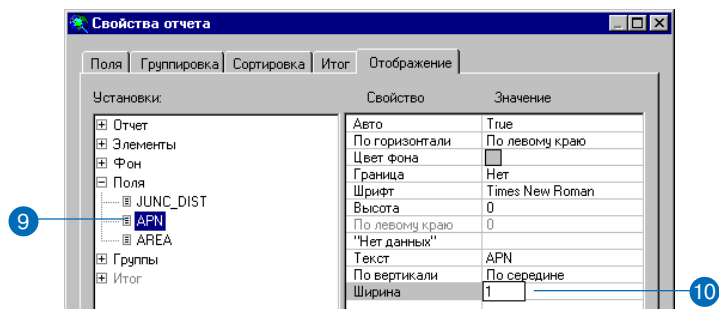 Свойства отчета
Поля Группировка Сортировка Итог Отображение
Установки: Свойство Значение
Отчет
Элементы
Фон
Поля
JUNC_DIST
APN
AREA
Группы
Итог
Авто True
По горизонтали По левому краю
Цвет фона
Граница Нет
Шрифт Times New Roman
Высота 0
По левому краю 0
"Нет данных"
Текст APN
По вертикали По середине
Ширина 1
9
10